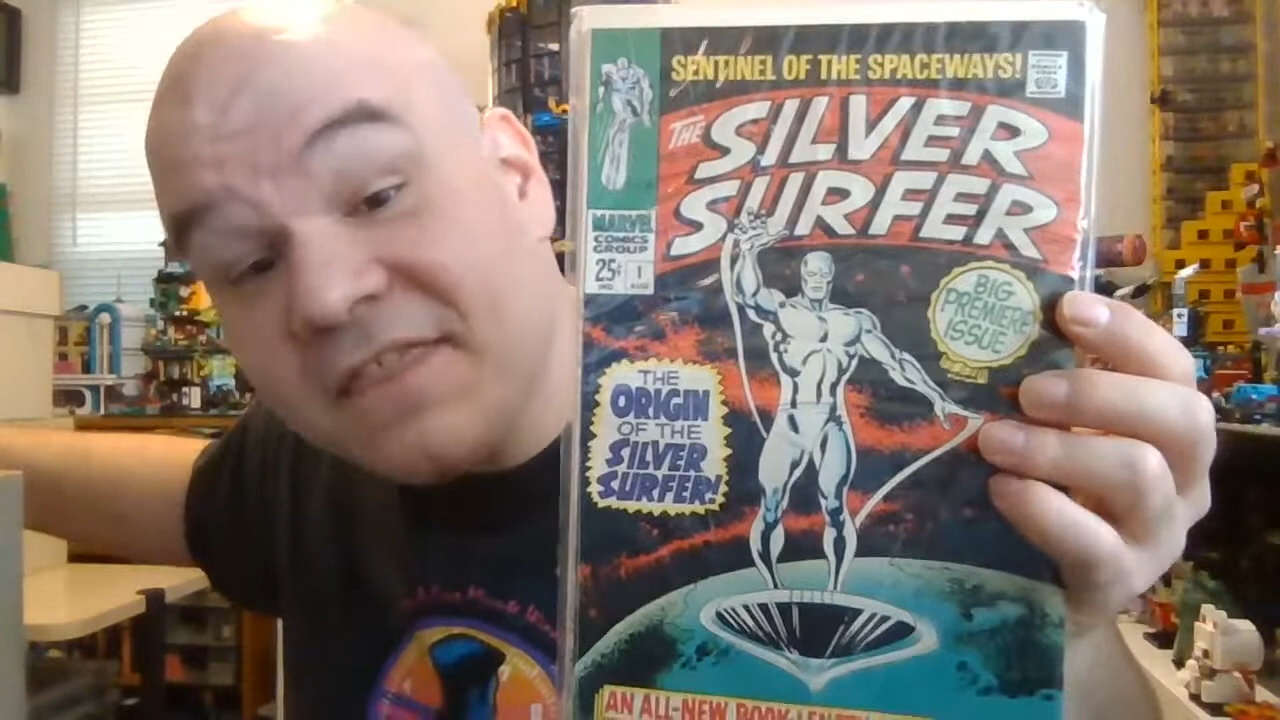 SENTINEL OF THE SPACEWAYS!
THE
SILVER
SURFER
MARVEL
COMICS
GROUP
25¢
IND.
1
AUG
BIG
PREMIERE
ISSUE
THE
ORIGIN
OF THE
SILVER
SURFER!
AN ALL-NEW BOOK-LENGTH